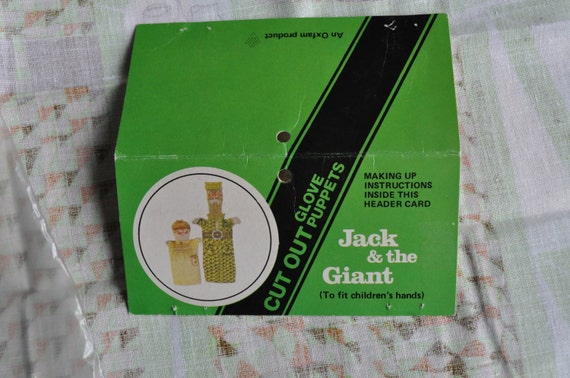 An Oxfam product
CUT OUT GLOVE
PUPPETS
MAKING UP
INSTRUCTIONS
INSIDE THIS
HEADER CARD
Jack
& the
Giant
(To fit children's hands)